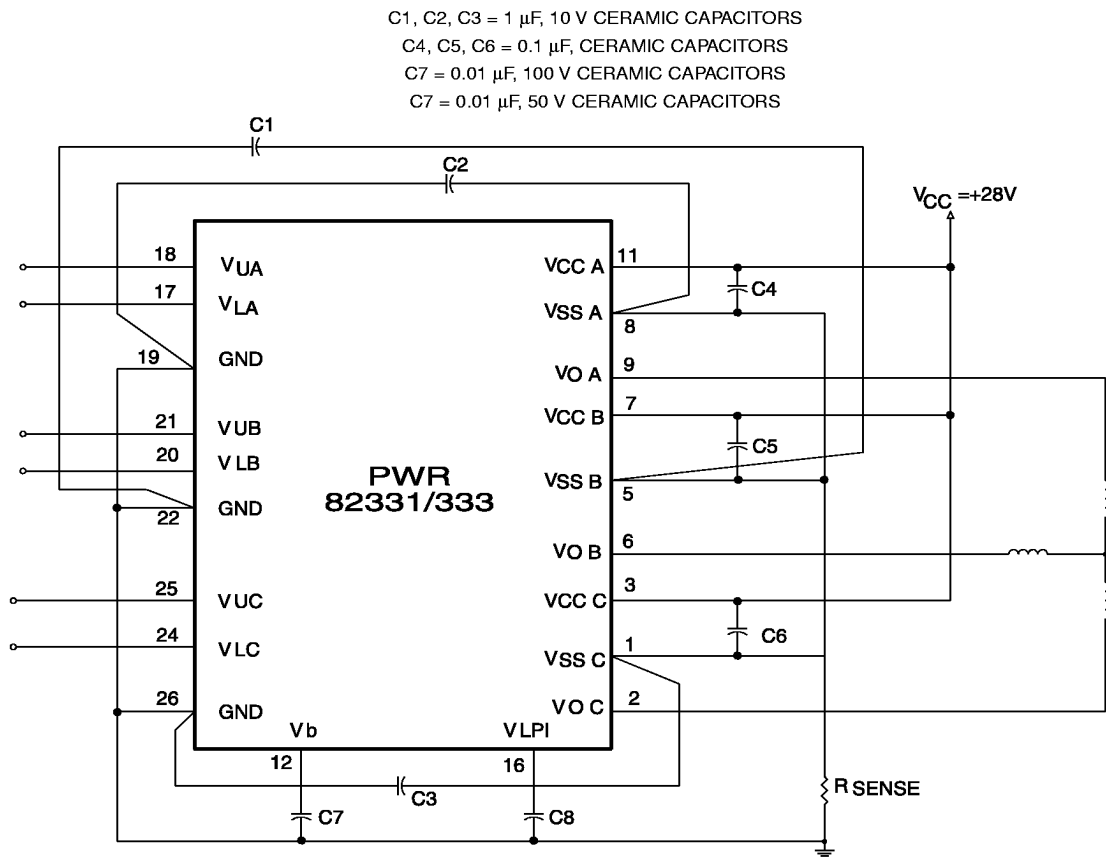 C1, C2, C3 = 1 µF, 10 V CERAMIC CAPACITORS
C4, C5, C6 = 0.1 µF, CERAMIC CAPACITORS
C7 = 0.01 µF, 100 V CERAMIC CAPACITORS
C7 = 0.01 µF, 50 V CERAMIC CAPACITORS
C1
C2
VCC =+28V
18 VUA
17 VLA
19 GND
21 VUB
20 VLB
22 GND
25 VUC
24 VLC
26 GND
PWR
82331/333
VCC A 11
C4
VSS A 8
VO A 9
VCC B 7
C5
VSS B 5
VO B 6
VCC C 3
C6
VSS C 1
VO C 2
Vb
12
VLPI
16
C3
C7
C8
R SENSE